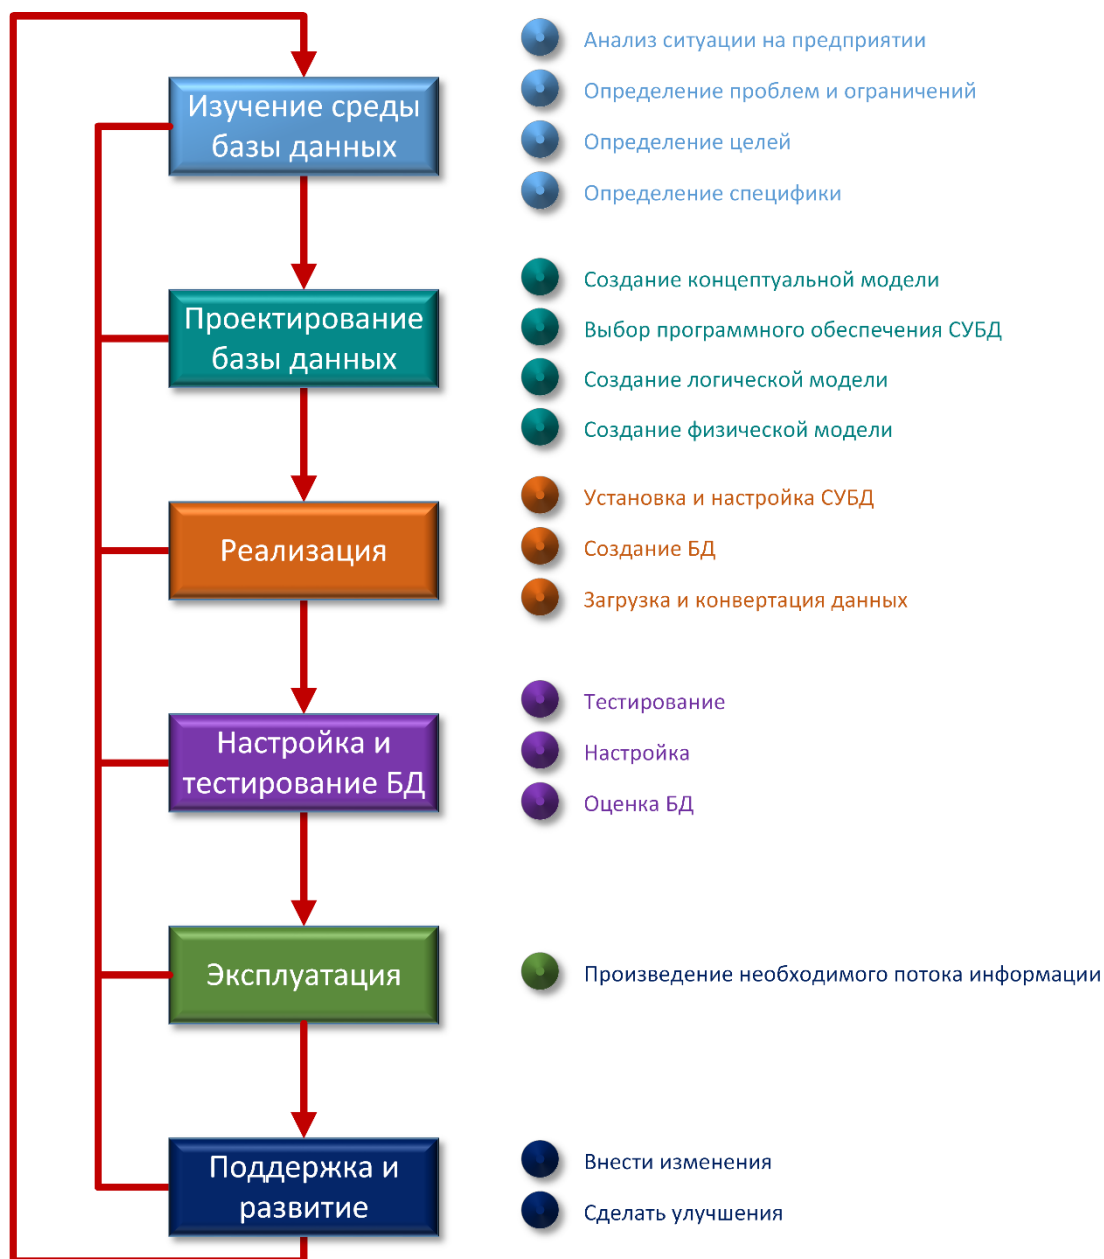 Изучение среды
базы данных
Анализ ситуации на предприятии
Определение проблем и ограничений
Определение целей
Определение специфики
Проектирование
базы данных
Создание концептуальной модели
Выбор программного обеспечения СУБД
Создание логической модели
Создание физической модели
Реализация
Установка и настройка СУБД
Создание БД
Загрузка и конвертация данных
Настройка и
тестирование БД
Тестирование
Настройка
Оценка БД
Эксплуатация
Произведение необходимого потока информации
Поддержка и
развитие
Внести изменения
Сделать улучшения